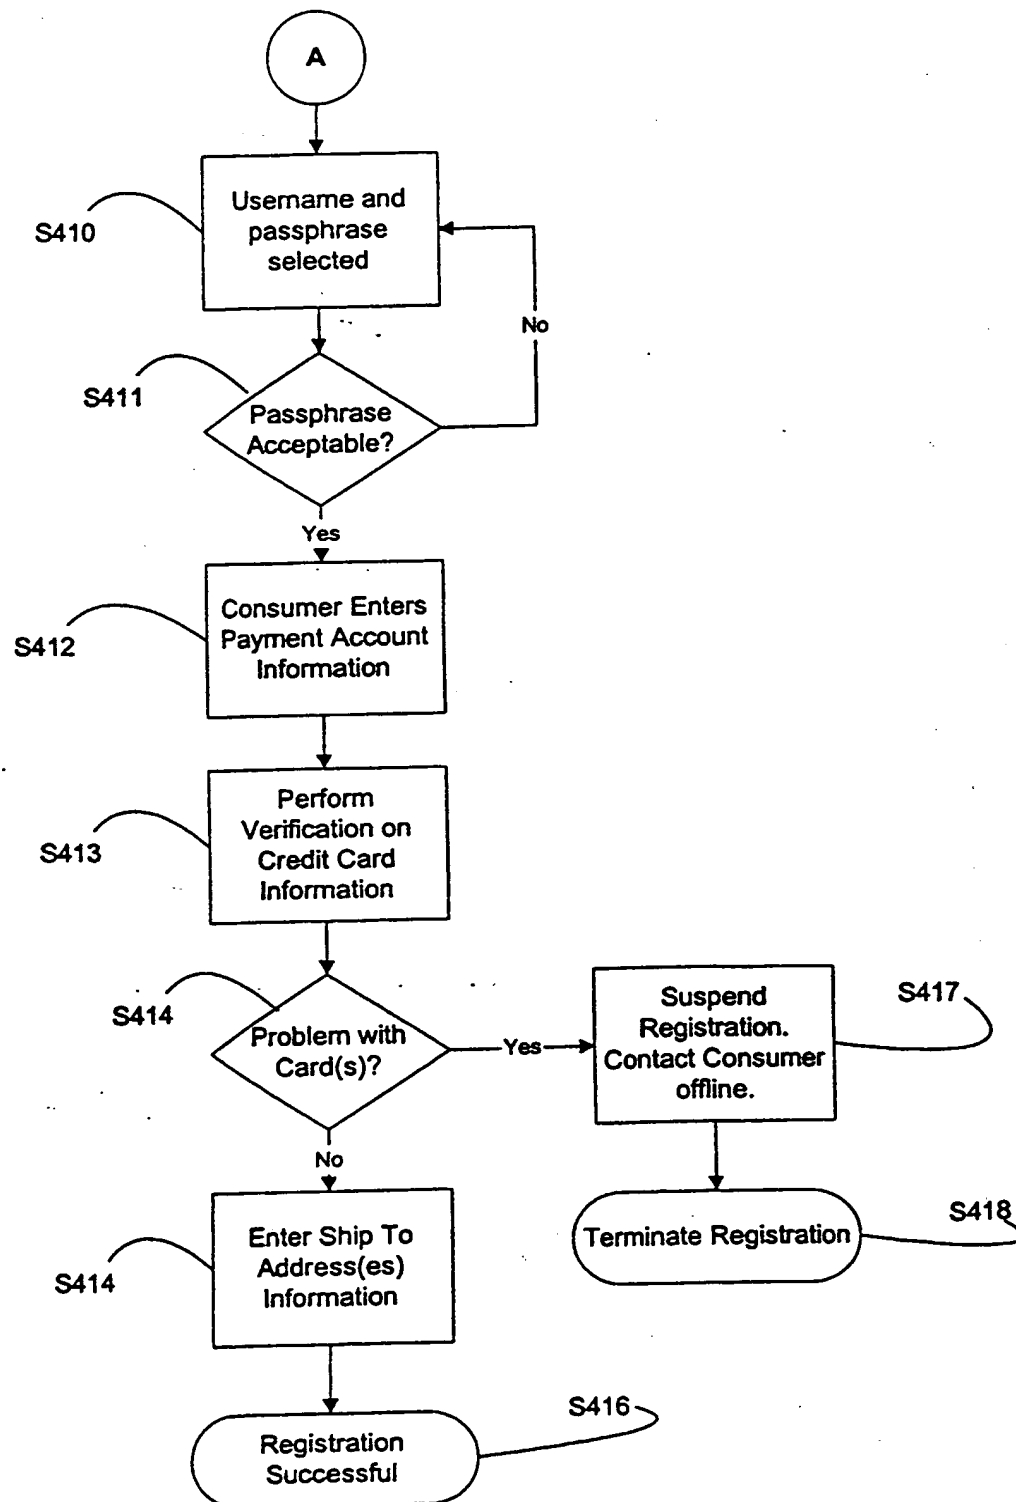 A
Username and
passphrase
selected
S410
No
S411
Passphrase
Acceptable?
Yes
Consumer Enters
Payment Account
Information
S412
Perform
Verification on
Credit Card
Information
S413
S414
Problem with
Card(s)?
Yes
Suspend
Registration.
Contact Consumer
offline.
S417
No
Terminate Registration
S418
Enter Ship To
Address(es)
Information
S414
S416
Registration
Successful